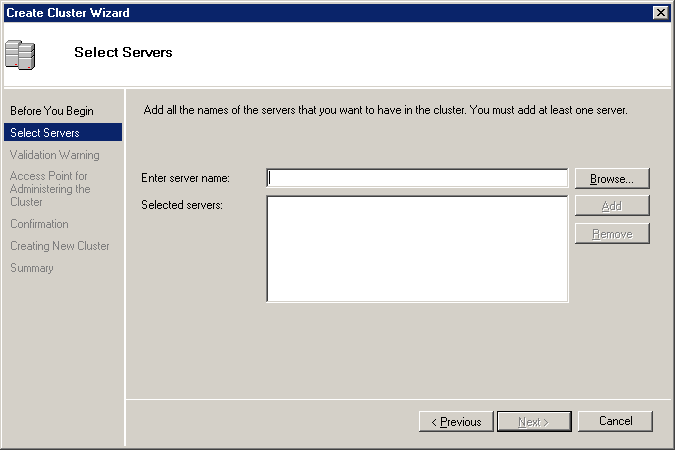 Create Cluster Wizard
Select Servers
Before You Begin
Select Servers
Validation Warning
Access Point for
Administering the
Cluster
Confirmation
Creating New Cluster
Summary
Add all the names of the servers that you want to have in the cluster. You must add at least one server.
Enter server name:
Browse...
Selected servers:
Add
Remove
< Previous
Next >
Cancel